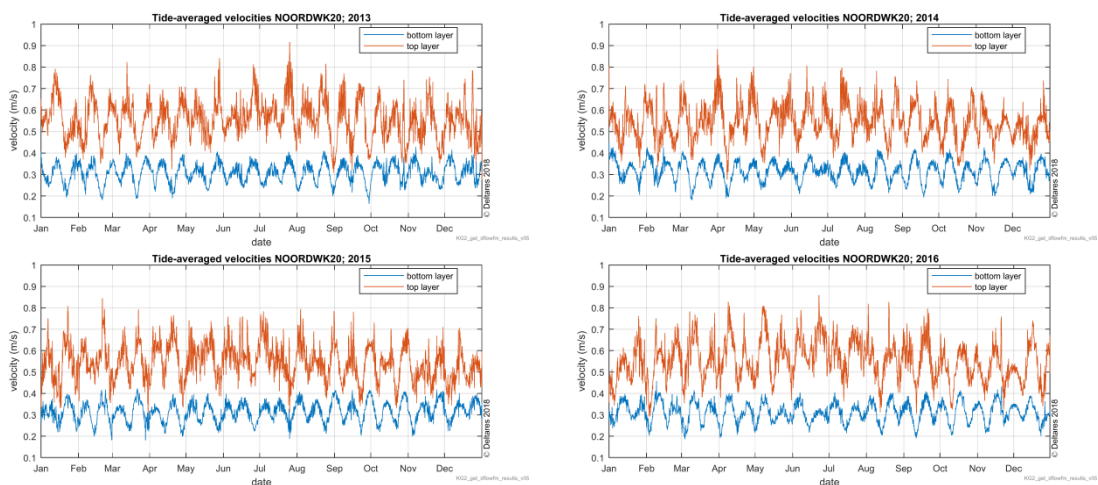 Tide-averaged velocities NOORDWK20; 2013
bottom layer
top layer
velocity (m/s)
1
0.9
0.8
0.7
0.6
0.5
0.4
0.3
0.2
0.1
Jan Feb Mar Apr May Jun Jul Aug Sep Oct Nov Dec
date
© Deltares 2018
K02_get_dflowfm_results_v55
Tide-averaged velocities NOORDWK20; 2014
bottom layer
top layer
velocity (m/s)
1
0.9
0.8
0.7
0.6
0.5
0.4
0.3
0.2
0.1
Jan Feb Mar Apr May Jun Jul Aug Sep Oct Nov Dec
date
© Deltares 2018
K02_get_dflowfm_results_v55
Tide-averaged velocities NOORDWK20; 2015
bottom layer
top layer
velocity (m/s)
1
0.9
0.8
0.7
0.6
0.5
0.4
0.3
0.2
0.1
Jan Feb Mar Apr May Jun Jul Aug Sep Oct Nov Dec
date
© Deltares 2018
K02_get_dflowfm_results_v55
Tide-averaged velocities NOORDWK20; 2016
bottom layer
top layer
velocity (m/s)
1
0.9
0.8
0.7
0.6
0.5
0.4
0.3
0.2
0.1
Jan Feb Mar Apr May Jun Jul Aug Sep Oct Nov Dec
date
© Deltares 2018
K02_get_dflowfm_results_v55